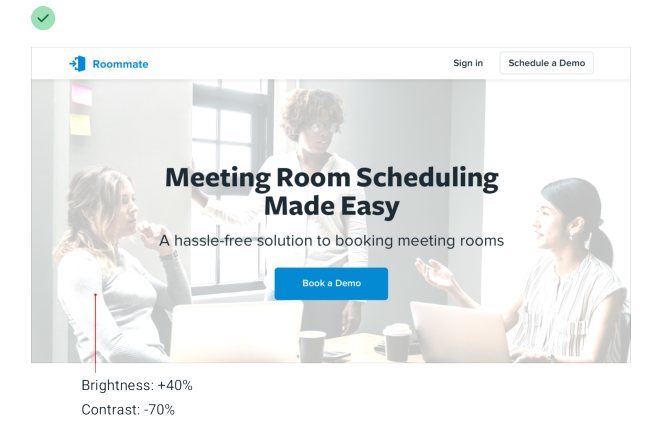 Roommate
Sign in
Schedule a Demo
Meeting Room Scheduling
Made Easy
A hassle-free solution to booking meeting rooms
Book a Demo
Brightness: +40%
Contrast: -70%